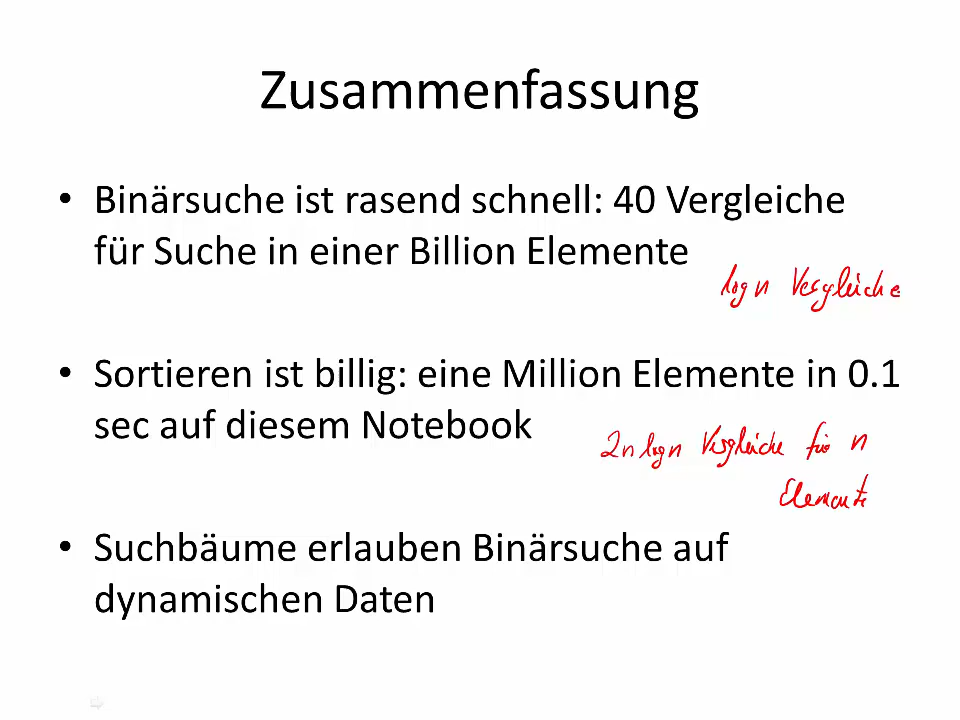 Zusammenfassung
• Binärsuche ist rasend schnell: 40 Vergleiche
für Suche in einer Billion Elemente
log n Vergleiche
• Sortieren ist billig: eine Million Elemente in 0.1
sec auf diesem Notebook
2n log n Vergleiche für n
Elemente
• Suchbäume erlauben Binärsuche auf
dynamischen Daten